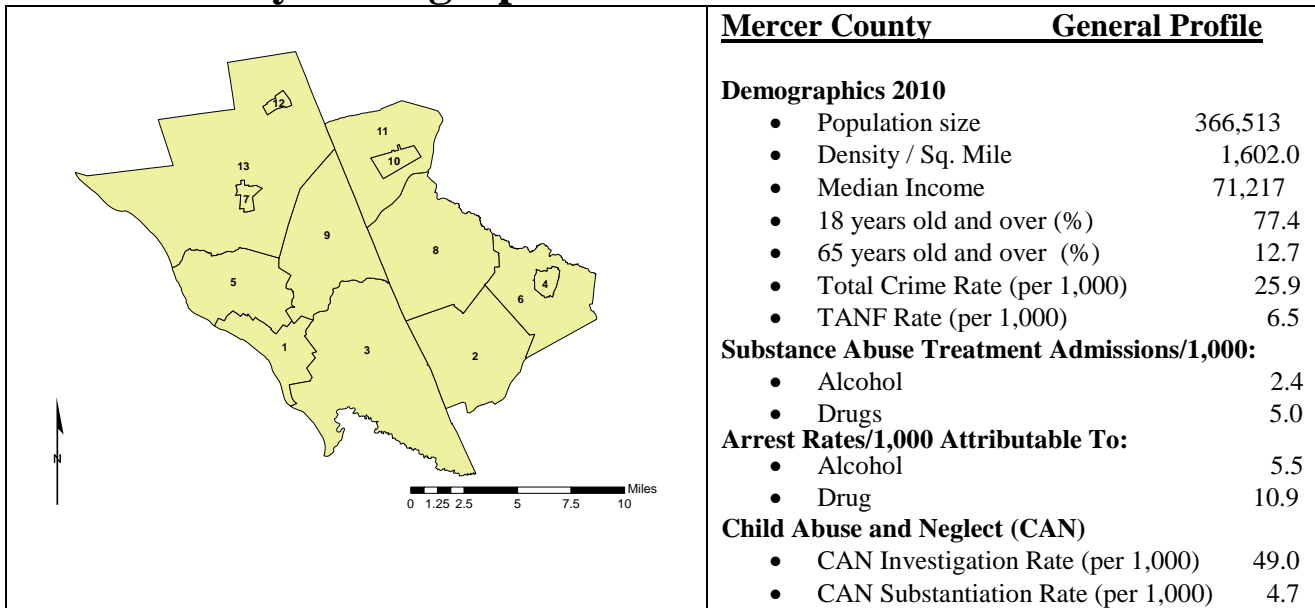 Mercer County General Profile
Demographics 2010
• Population size 366,513
• Density / Sq. Mile 1,602.0
• Median Income 71,217
• 18 years old and over (%) 77.4
• 65 years old and over (%) 12.7
• Total Crime Rate (per 1,000) 25.9
• TANF Rate (per 1,000) 6.5
Substance Abuse Treatment Admissions/1,000:
• Alcohol 2.4
• Drugs 5.0
Arrest Rates/1,000 Attributable To:
• Alcohol 5.5
• Drug 10.9
Child Abuse and Neglect (CAN)
• CAN Investigation Rate (per 1,000) 49.0
• CAN Substantiation Rate (per 1,000) 4.7
12
11
10
13
7
9
8
5
4
6
1
3
2
N
Miles
0 1.25 2.5 5 7.5 10